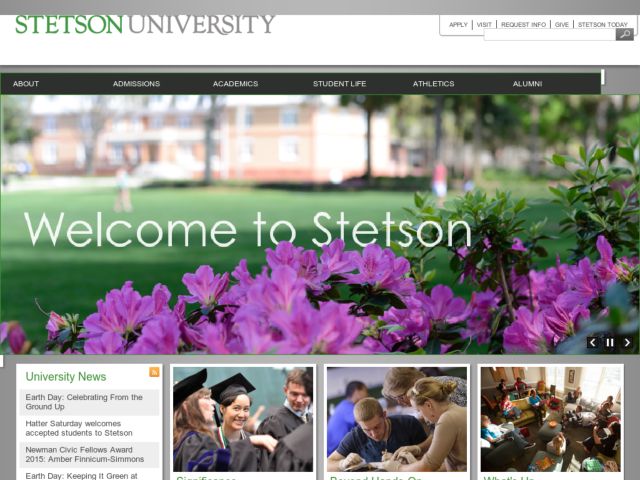 STETSON UNIVERSITY
APPLY VISIT REQUEST INFO GIVE STETSON TODAY
ABOUT ADMISSIONS ACADEMICS STUDENT LIFE ATHLETICS ALUMNI
Welcome to Stetson
University News
Earth Day: Celebrating From the
Ground Up
Hatter Saturday welcomes
accepted students to Stetson
Newman Civic Fellows Award
2015: Amber Finnicum-Simmons
Earth Day: Keeping It Green at
Significance
Beyond Hands-On
What's Up